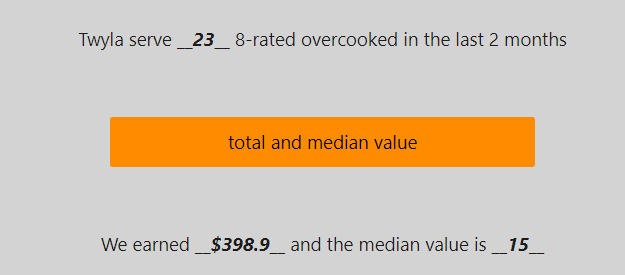 Twyla serve __23__ 8-rated overcooked in the last 2 months
total and median value
We earned __$398.9__ and the median value is __15__